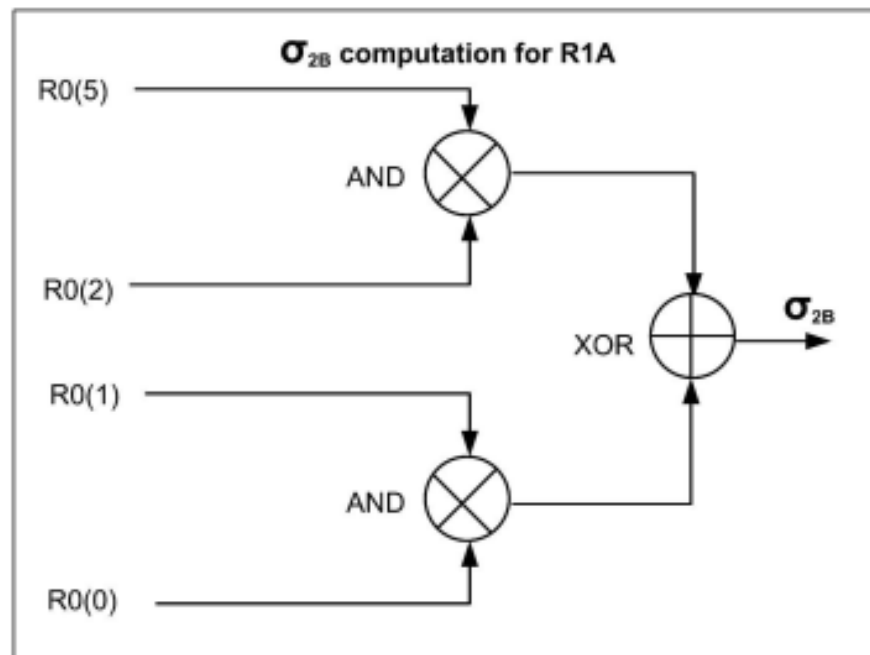 σ2B computation for R1A
R0(5)
AND
R0(2)
σ2B
XOR
R0(1)
AND
R0(0)